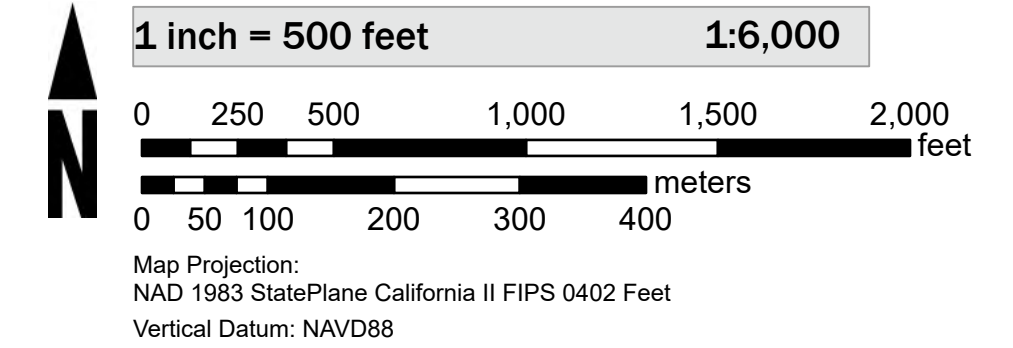 1 inch = 500 feet 1:6,000
0 250 500 1,000 1,500 2,000
feet
N
meters
0 50 100 200 300 400
Map Projection:
NAD 1983 StatePlane California II FIPS 0402 Feet
Vertical Datum: NAVD88